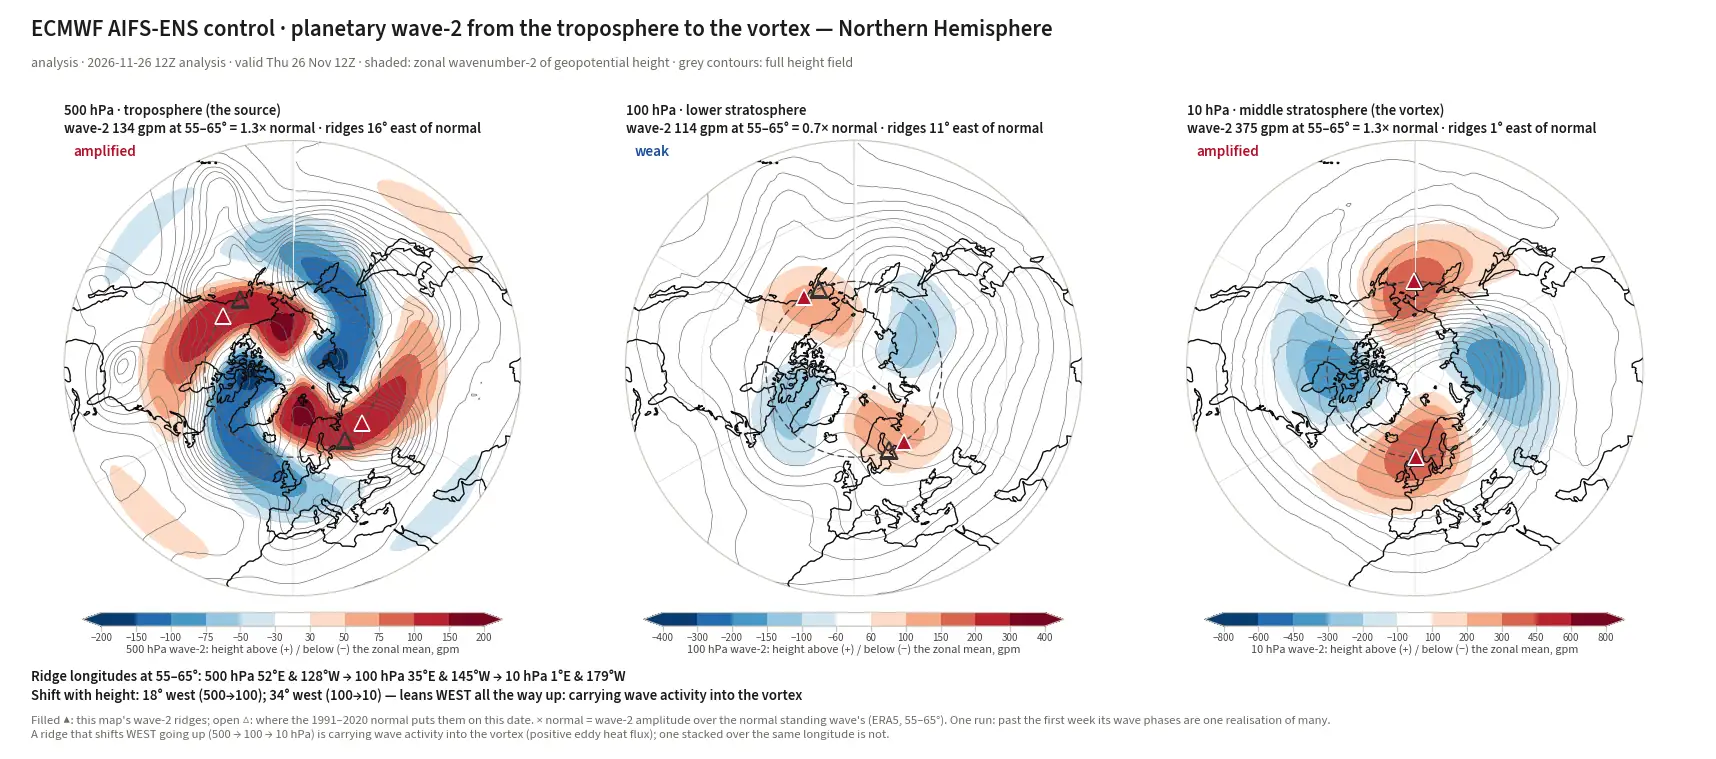 ECMWF AIFS-ENS control · planetary wave-2 from the troposphere to the vortex — Northern Hemisphere
analysis · 2026-11-26 12Z analysis · valid Thu 26 Nov 12Z · shaded: zonal wavenumber-2 of geopotential height · grey contours: full height field
500 hPa · troposphere (the source)
wave-2 134 gpm at 55–65° = 1.3× normal · ridges 16° east of normal
amplified
100 hPa · lower stratosphere
wave-2 114 gpm at 55–65° = 0.7× normal · ridges 11° east of normal
weak
10 hPa · middle stratosphere (the vortex)
wave-2 375 gpm at 55–65° = 1.3× normal · ridges 1° east of normal
amplified
−200 −150 −100 −75 −50 −30 30 50 75 100 150 200
500 hPa wave-2: height above (+) / below (−) the zonal mean, gpm
−400 −300 −200 −150 −100 −60 60 100 150 200 300 400
100 hPa wave-2: height above (+) / below (−) the zonal mean, gpm
−800 −600 −450 −300 −200 −100 100 200 300 450 600 800
10 hPa wave-2: height above (+) / below (−) the zonal mean, gpm
Ridge longitudes at 55–65°: 500 hPa 52°E & 128°W → 100 hPa 35°E & 145°W → 10 hPa 1°E & 179°W
Shift with height: 18° west (500→100); 34° west (100→10) — leans WEST all the way up: carrying wave activity into the vortex
Filled ▲: this map's wave-2 ridges; open △: where the 1991–2020 normal puts them on this date. × normal = wave-2 amplitude over the normal standing wave's (ERA5, 55–65°). One run: past the first week its wave phases are one realisation of many.
A ridge that shifts WEST going up (500 → 100 → 10 hPa) is carrying wave activity into the vortex (positive eddy heat flux); one stacked over the same longitude is not.